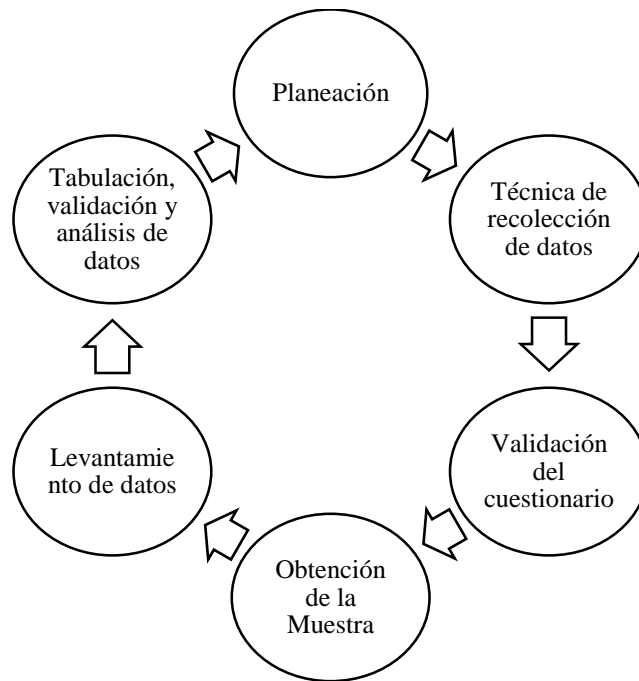 Planeación
Técnica de
recolección
de datos
Validación
del
cuestionario
Obtención
de la
Muestra
Levantamie
nto de datos
Tabulación,
validación y
análisis de
datos